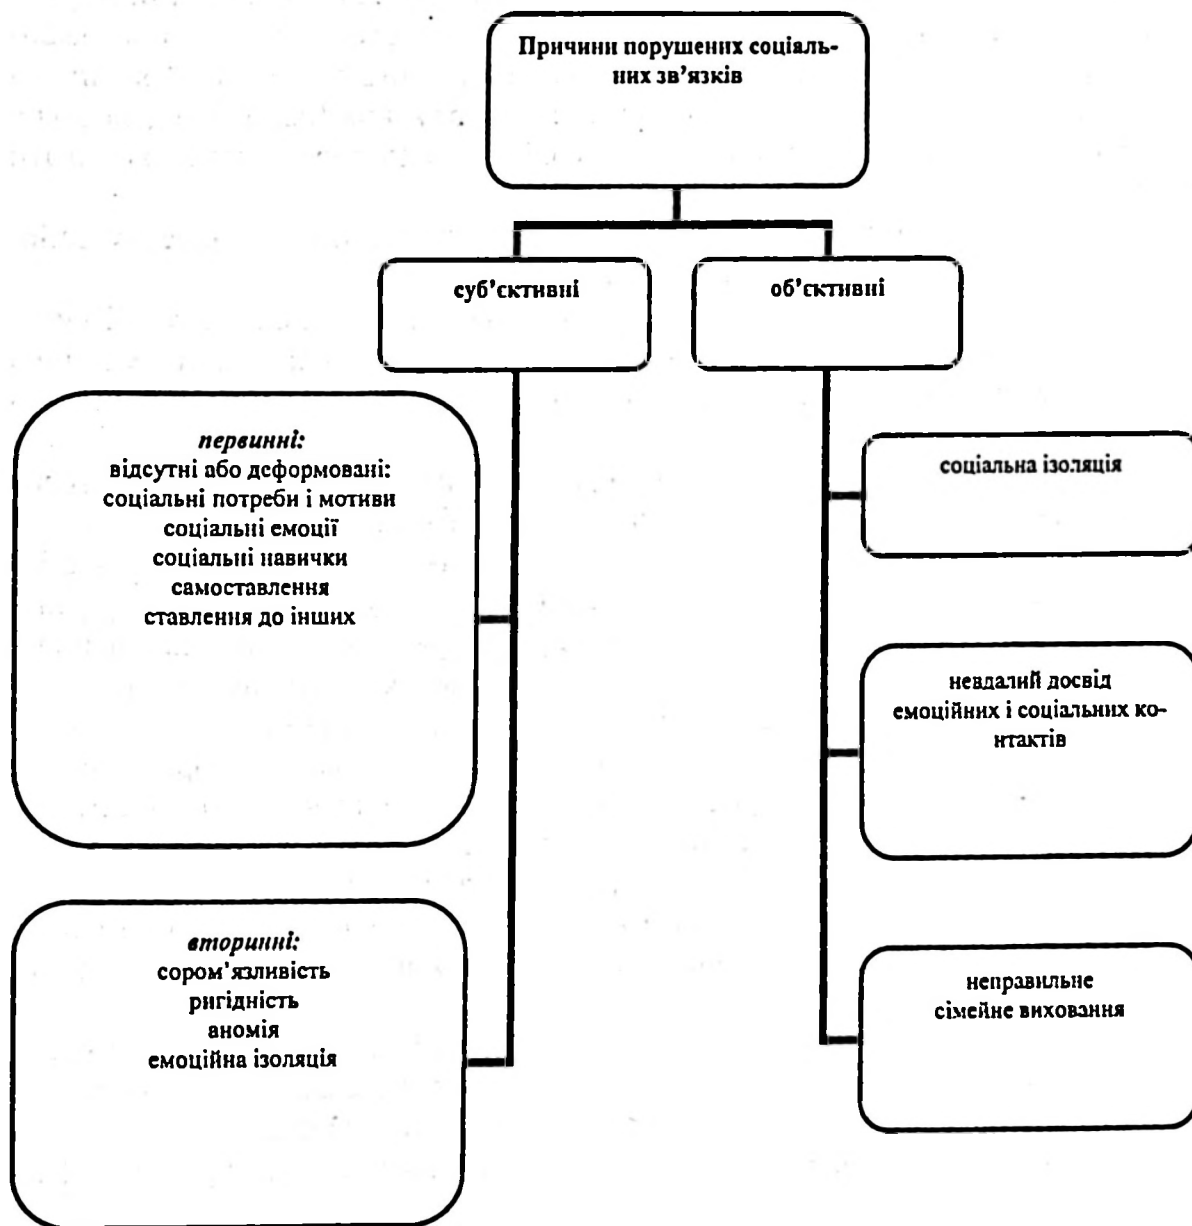 Причини порушених соціаль-
них зв’язків
суб’єктивні
об’єктивні
первинні:
відсутні або деформовані:
соціальні потреби і мотиви
соціальні емоції
соціальні навички
самоставлення
ставлення до інших
вторинні:
сором’язливість
ригідність
аномія
емоційна ізоляція
соціальна ізоляція
невдалий досвід
емоційних і соціальних ко-
нтактів
неправильне
сімейне виховання